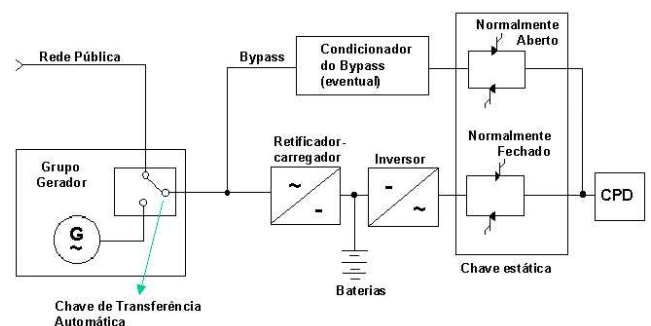 Rede Pública
Bypass
Condicionador
do Bypass
(eventual)
Normalmente
Aberto
Grupo
Gerador
G
~
Retificador-
carregador
~
-
Inversor
-
~
Normalmente
Fechado
CPD
Baterias
Chave estática
Chave de Transferência
Automática